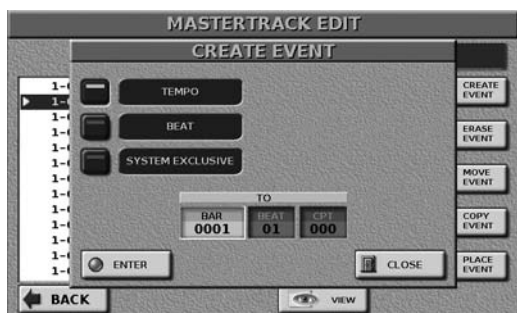 MASTERTRACK EDIT
CREATE EVENT
TEMPO
BEAT
SYSTEM EXCLUSIVE
TO
BAR BEAT CPT
0001 01 000
ENTER
CLOSE
CREATE
EVENT
ERASE
EVENT
MOVE
EVENT
COPY
EVENT
PLACE
EVENT
BACK
VIEW